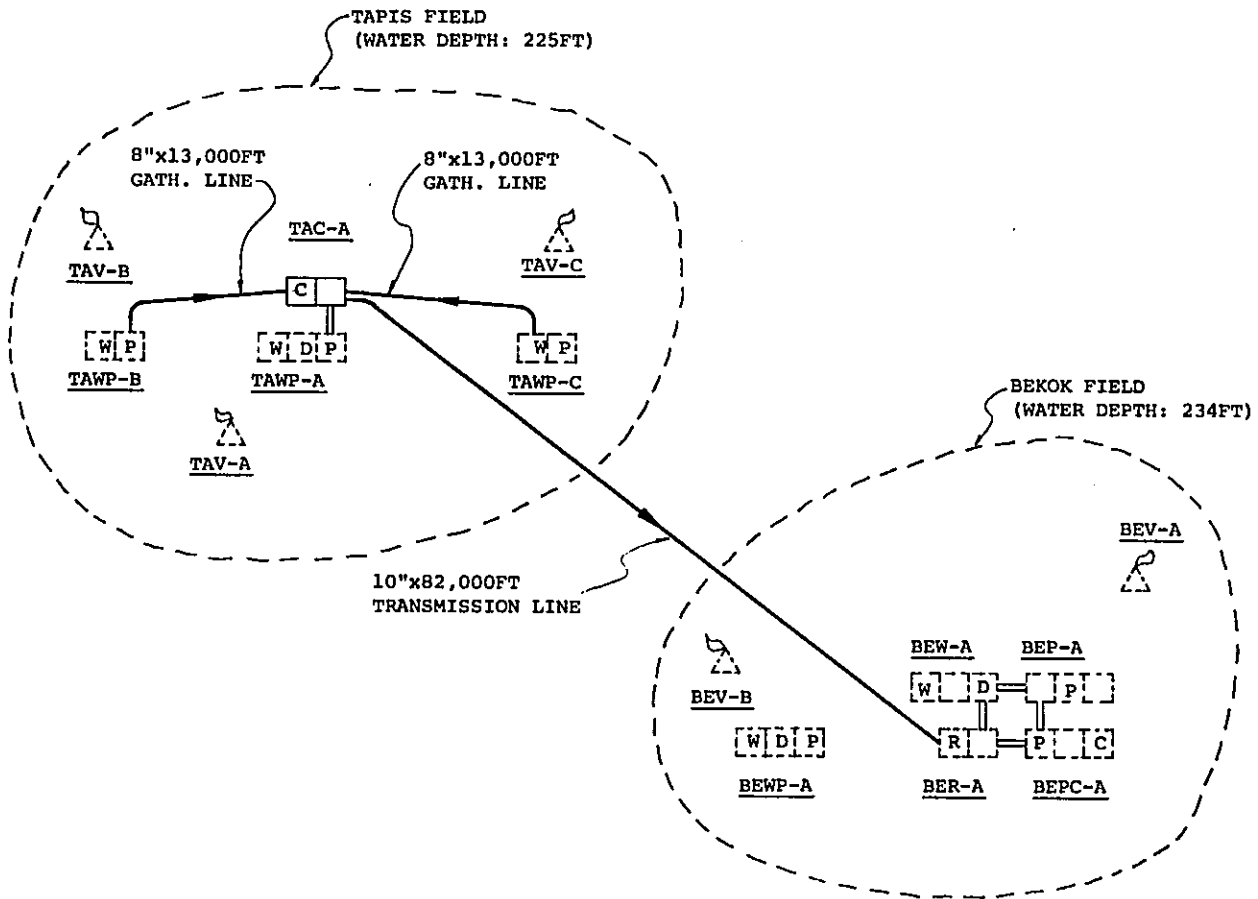 TAPIS FIELD
(WATER DEPTH: 225FT)
8"x13,000FT
GATH. LINE
8"x13,000FT
GATH. LINE
TAC-A
TAV-B
TAV-C
C
W P
TAWP-B
W D P
TAWP-A
W P
TAWP-C
TAV-A
BEKOK FIELD
(WATER DEPTH: 234FT)
10"x82,000FT
TRANSMISSION LINE
BEV-A
BEV-B
BEW-A
BEP-A
W D
P
W D P
BEWP-A
R
P C
BER-A
BEPC-A